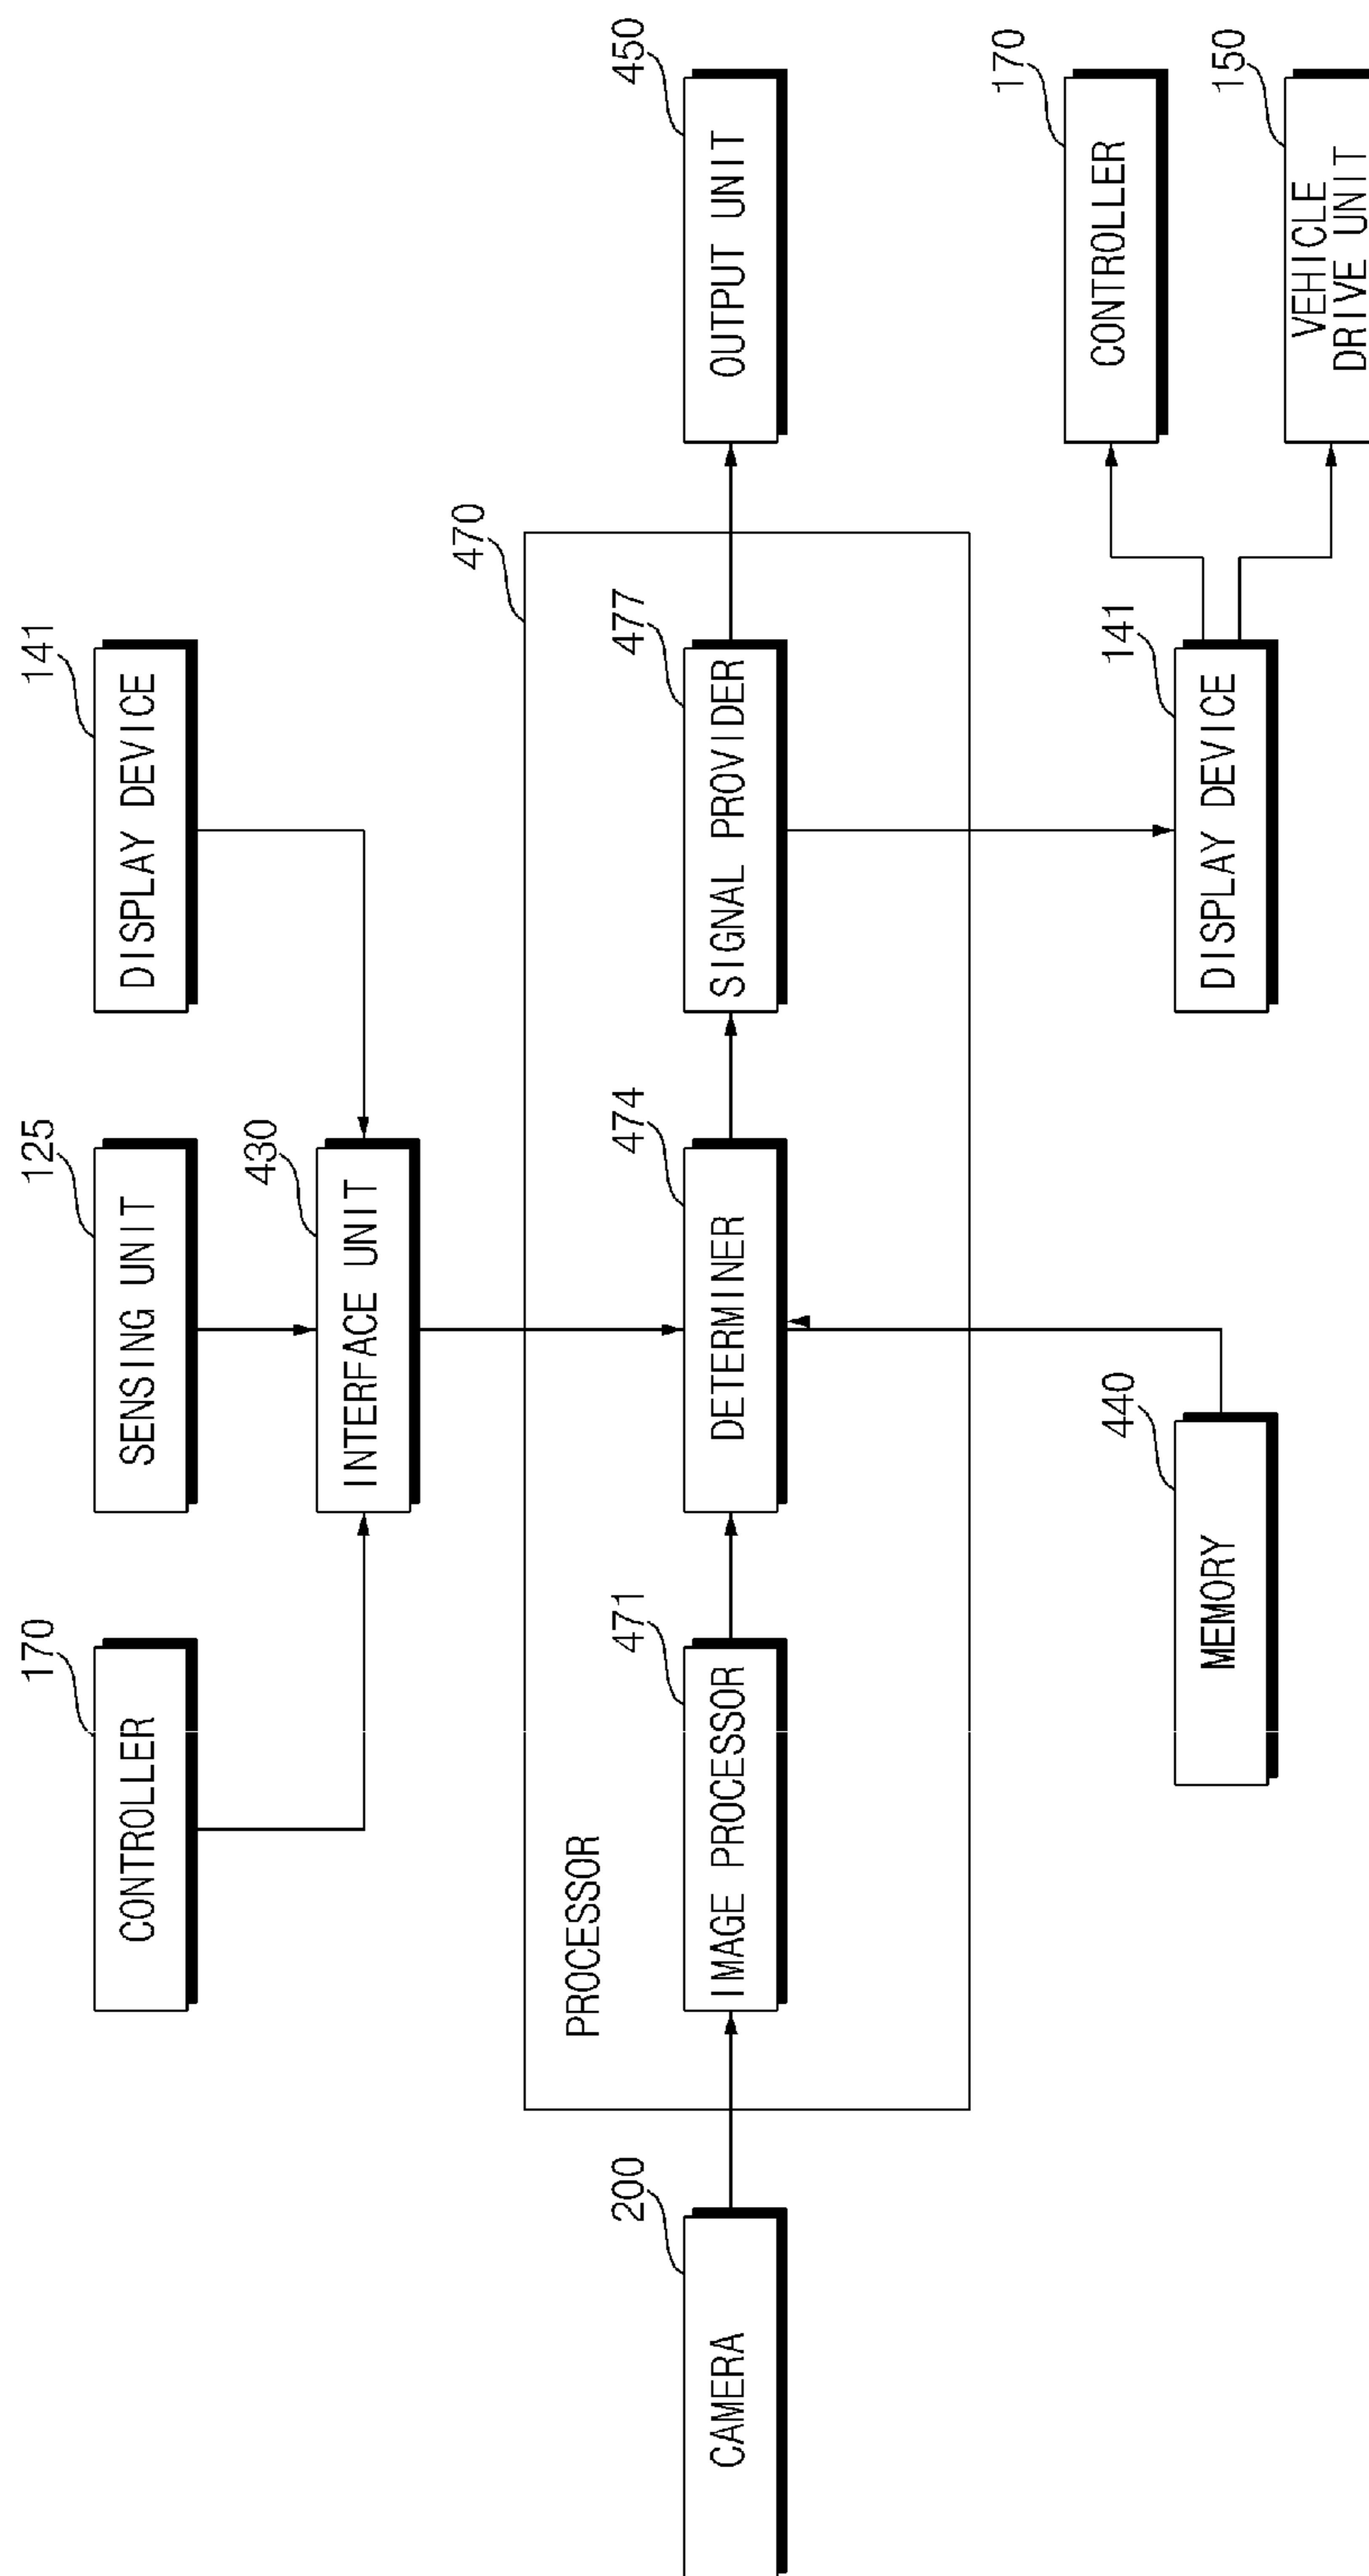 170
CONTROLLER
125
SENSING UNIT
141
DISPLAY DEVICE
430
INTERFACE UNIT
470
PROCESSOR
200
CAMERA
471
IMAGE PROCESSOR
474
DETERMINER
477
SIGNAL PROVIDER
450
OUTPUT UNIT
170
CONTROLLER
440
MEMORY
141
DISPLAY DEVICE
150
VEHICLE
DRIVE UNIT